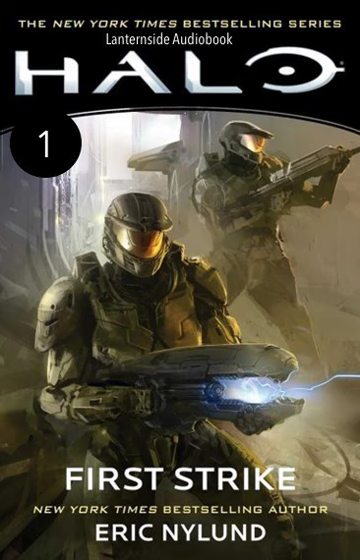 THE NEW YORK TIMES BESTSELLING SERIES
Lanternside Audiobook
HALO
1
FIRST STRIKE
NEW YORK TIMES BESTSELLING AUTHOR
ERIC NYLUND